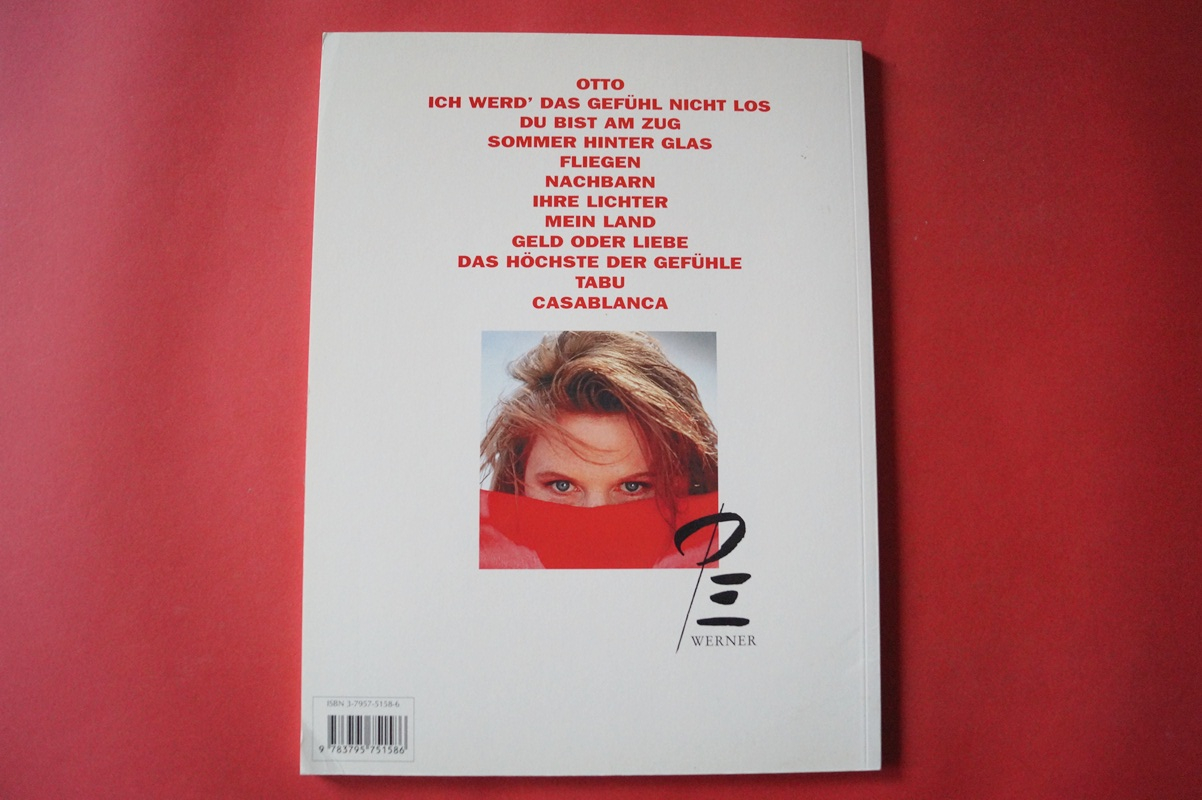 OTTO
ICH WERD' DAS GEFÜHL NICHT LOS
DU BIST AM ZUG
SOMMER HINTER GLAS
FLIEGEN
NACHBARN
IHRE LICHTER
MEIN LAND
GELD ODER LIEBE
DAS HÖCHSTE DER GEFÜHLE
TABU
CASABLANCA
PE
WERNER
ISBN 3-7957-5158-6
9 783795 751586